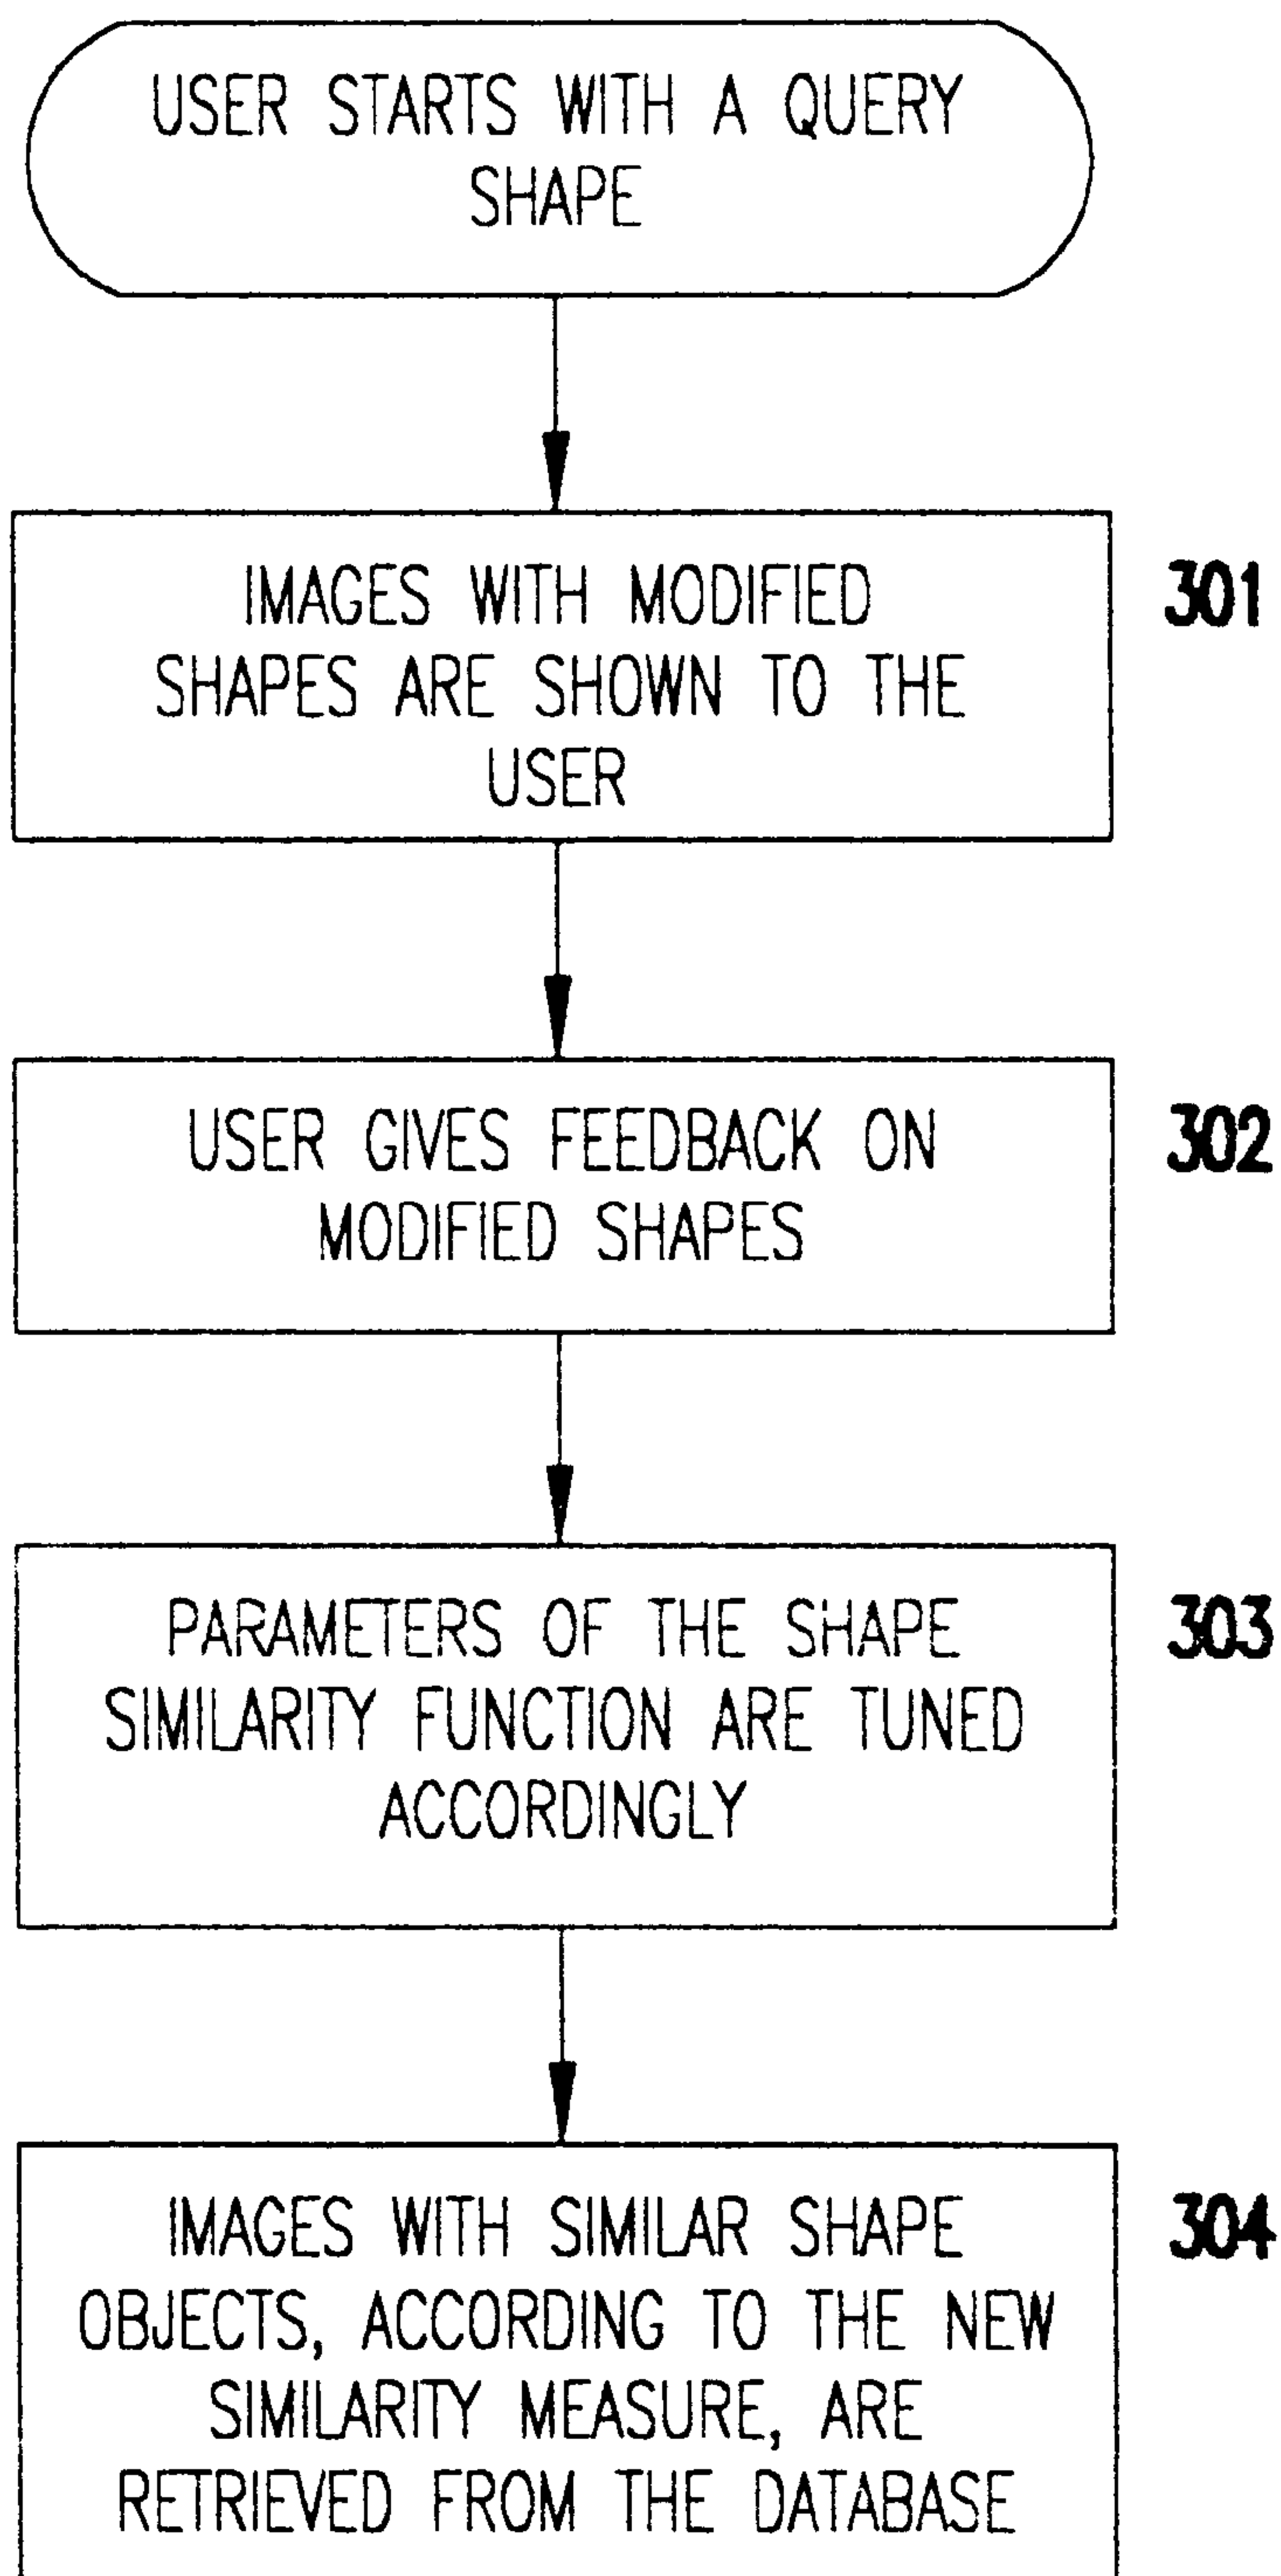 USER STARTS WITH A QUERY
SHAPE
IMAGES WITH MODIFIED
SHAPES ARE SHOWN TO THE
USER
301
USER GIVES FEEDBACK ON
MODIFIED SHAPES
302
PARAMETERS OF THE SHAPE
SIMILARITY FUNCTION ARE TUNED
ACCORDINGLY
303
IMAGES WITH SIMILAR SHAPE
OBJECTS, ACCORDING TO THE NEW
SIMILARITY MEASURE, ARE
RETRIEVED FROM THE DATABASE
304